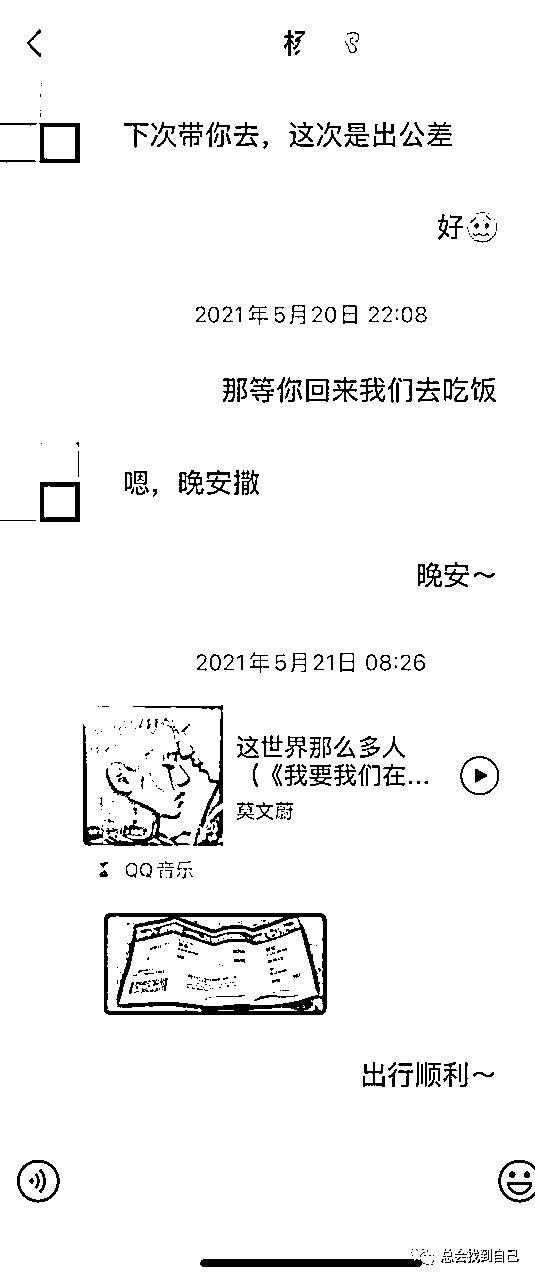 下次带你去，这次是出公差
好
2021年5月20日 22:08
那等你回来我们去吃饭
嗯，晚安撒
晚安～
2021年5月21日 08:26
这世界那么多人
（《我要我们在...
莫文蔚
QQ音乐
出行顺利～
总会找到自己